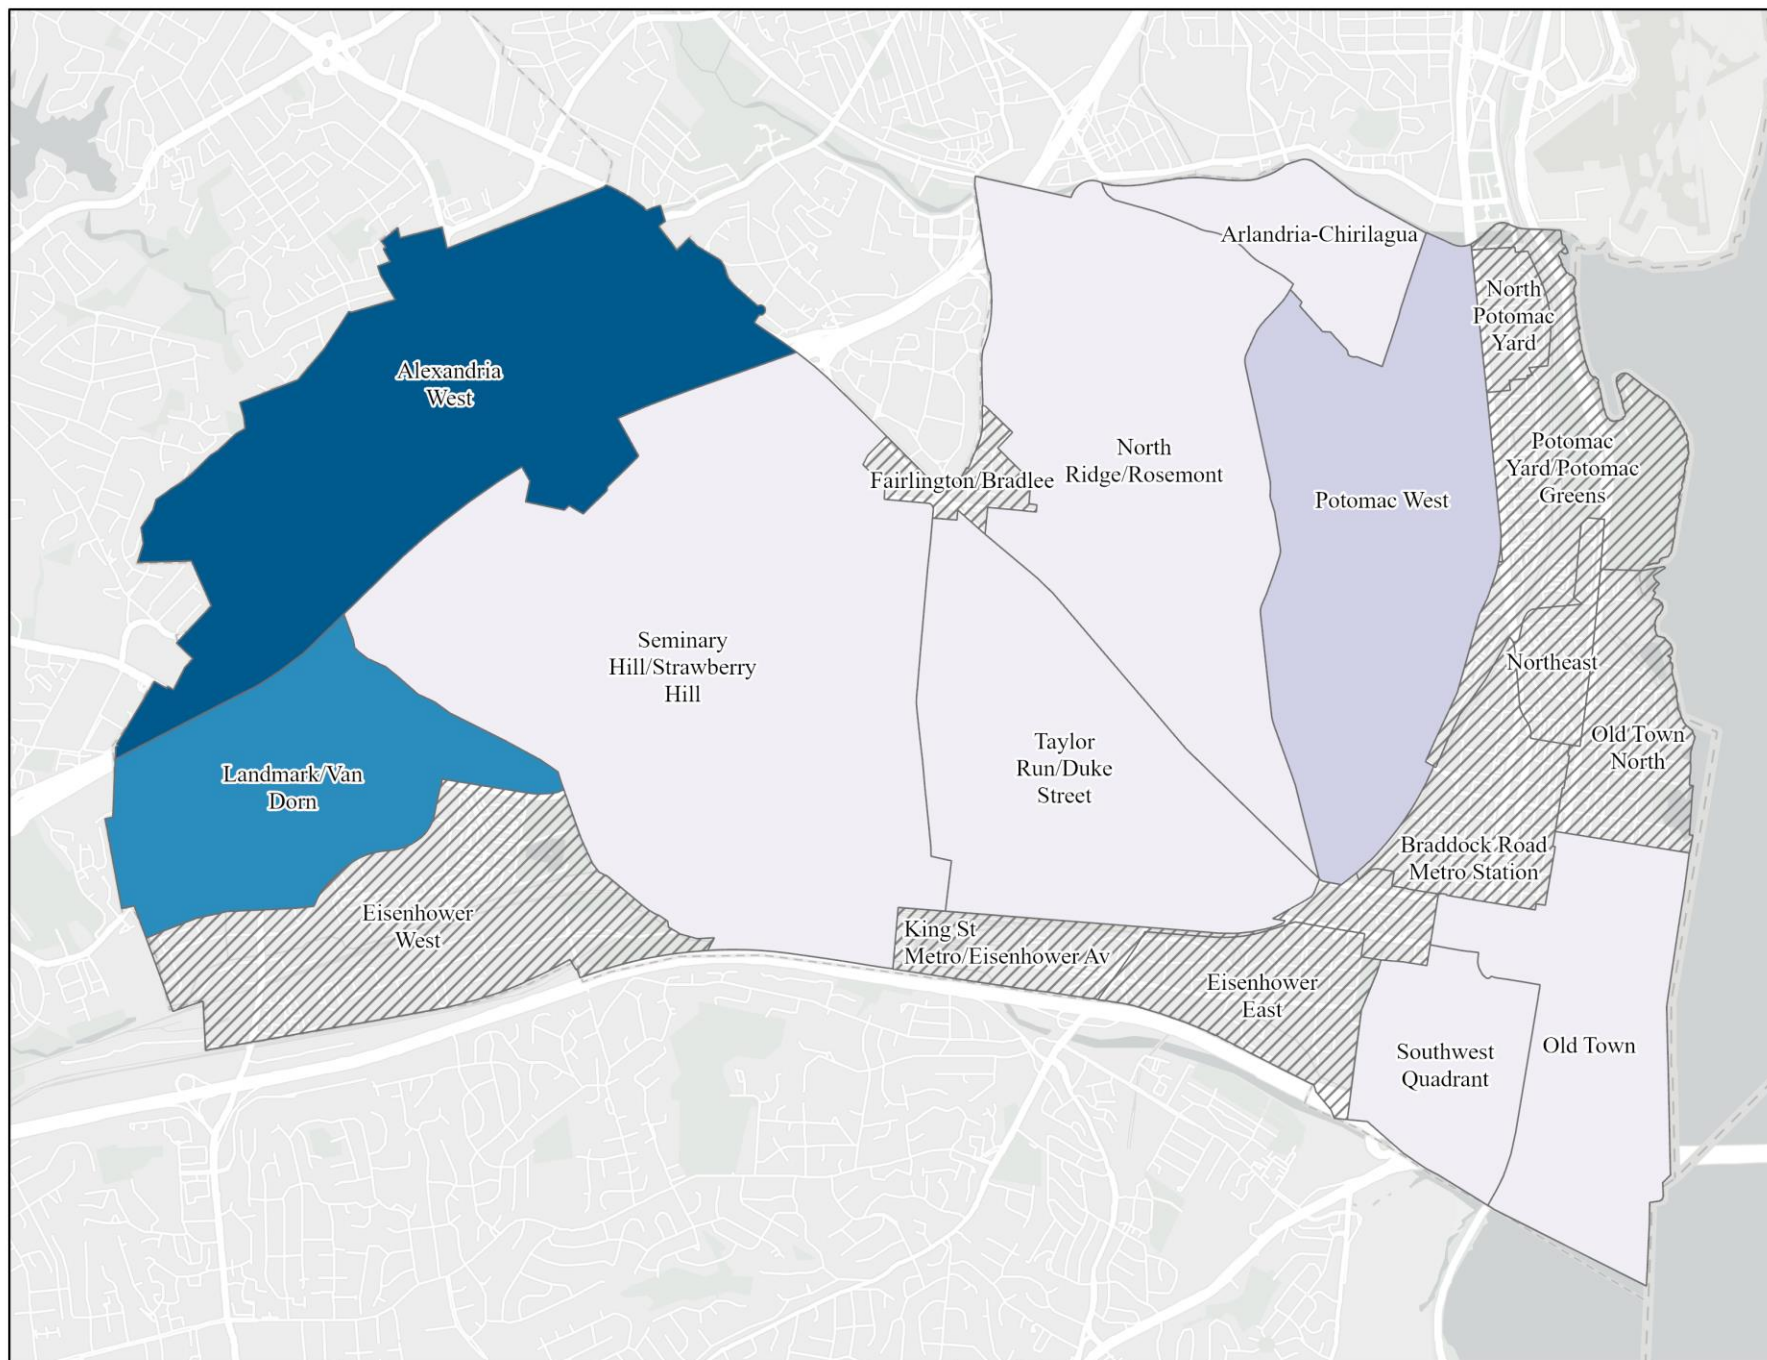 Arlandria-Chirilagua
North
Potomac
Yard
Alexandria
West
North
Ridge/Rosemont
Potomac
Yard/Potomac
Greens
Fairlington/Bradlee
Potomac West
Seminary
Hill/Strawberry
Hill
Northeast
Old Town
North
Taylor
Run/Duke
Street
Landmark/Van
Dorn
Braddock Road
Metro Station
Eisenhower
West
King St
Metro/Eisenhower Av
Eisenhower
East
Southwest
Quadrant
Old Town